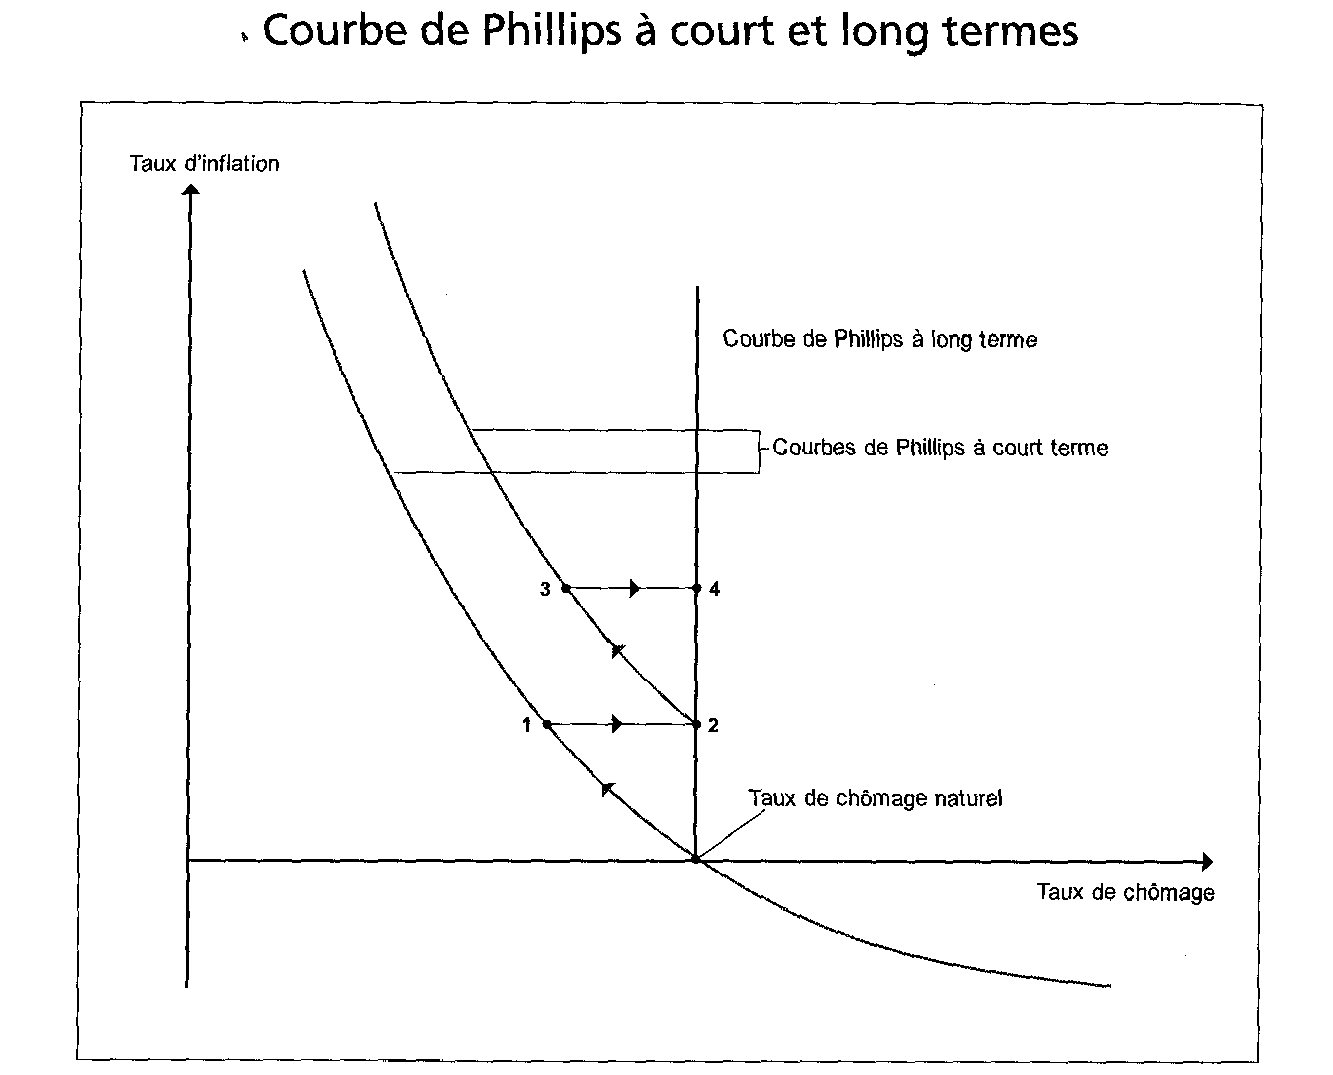 Courbe de Phillips à court et long termes
Taux d'inflation
Courbe de Phillips à long terme
Courbes de Phillips à court terme
3
4
1
2
Taux de chômage naturel
Taux de chômage